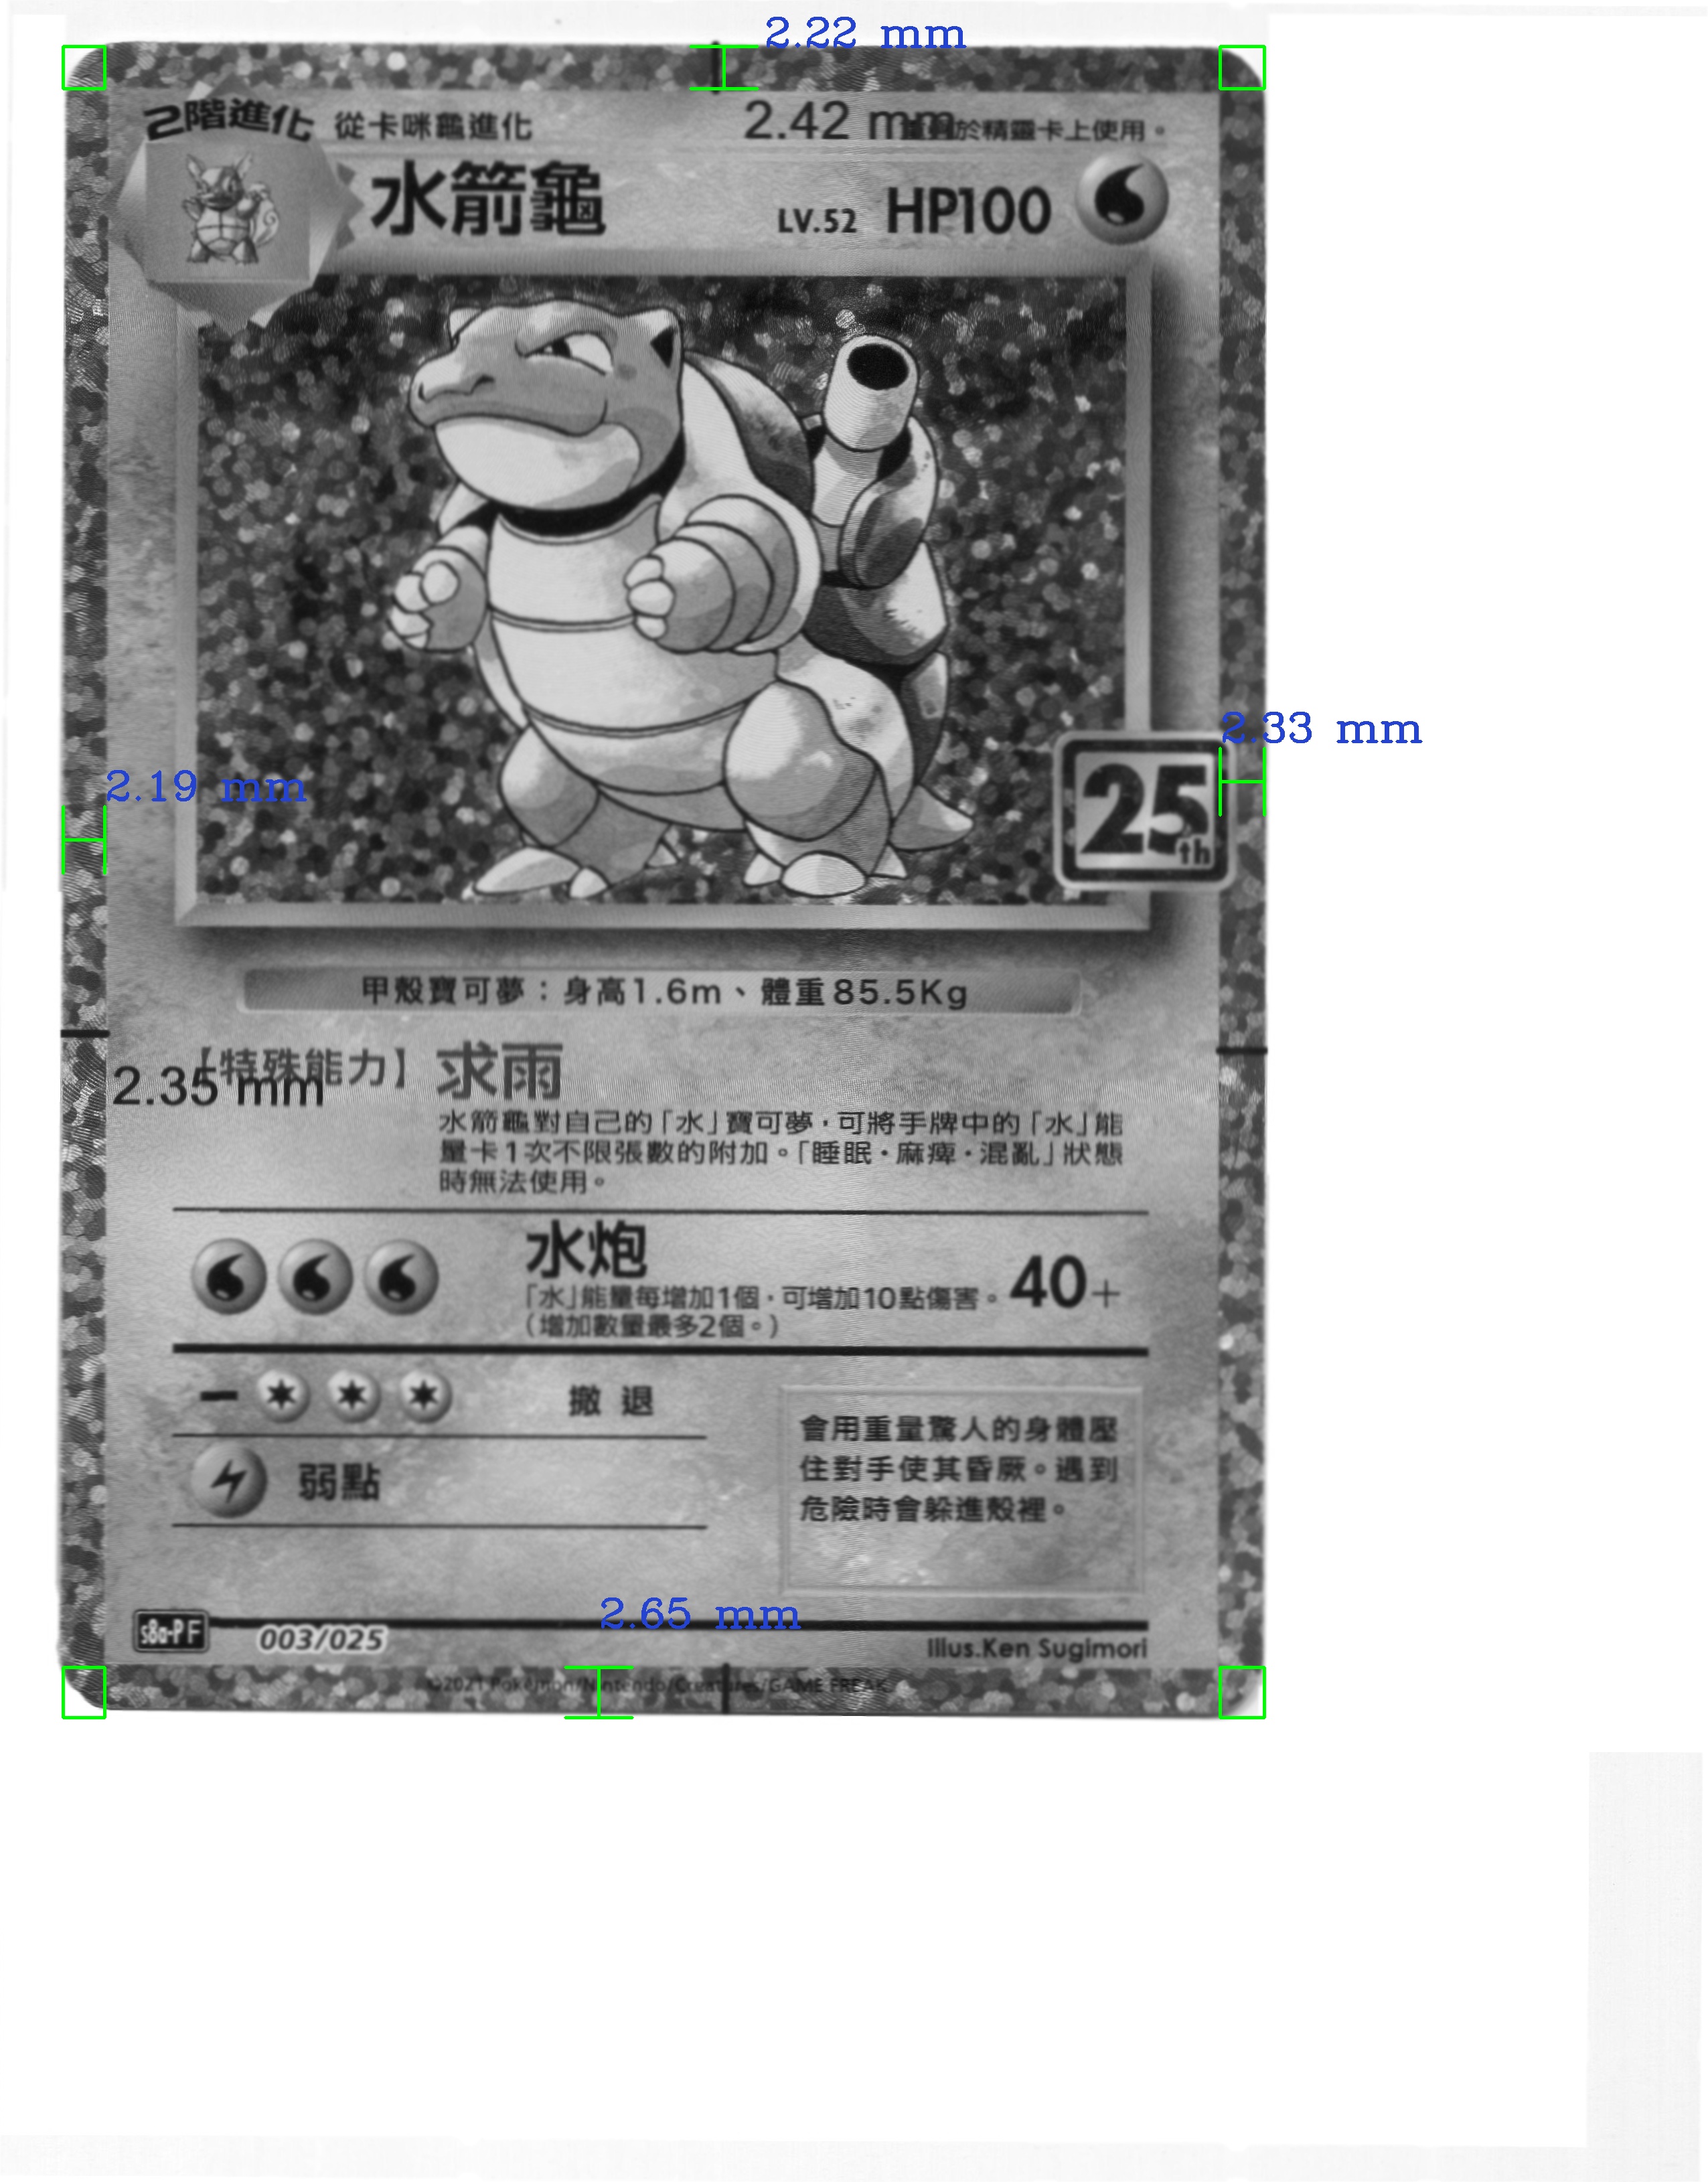 2.22 mm
2階進化 從卡咪龜進化
2.42 mm 於精靈卡上使用。
水箭龜 LV.52 HP100
2.33 mm
2.19 mm
25th
甲殼寶可夢：身高1.6m、體重85.5Kg
【特殊能力】 求雨
2.35 mm
水箭龜對自己的「水」寶可夢，可將手牌中的「水」能
量卡1次不限張數的附加。「睡眠・麻痺・混亂」狀態
時無法使用。
水炮 40+
「水」能量每增加1個，可增加10點傷害。
（增加數量最多2個。）
撤退
弱點
會用重量驚人的身體壓
住對手使其昏厥。遇到
危險時會躲進殼裡。
2.65 mm
s8a-P F 003/025
Illus.Ken Sugimori
©2021 Pokémon/Nintendo/Creatures/GAME FREAK